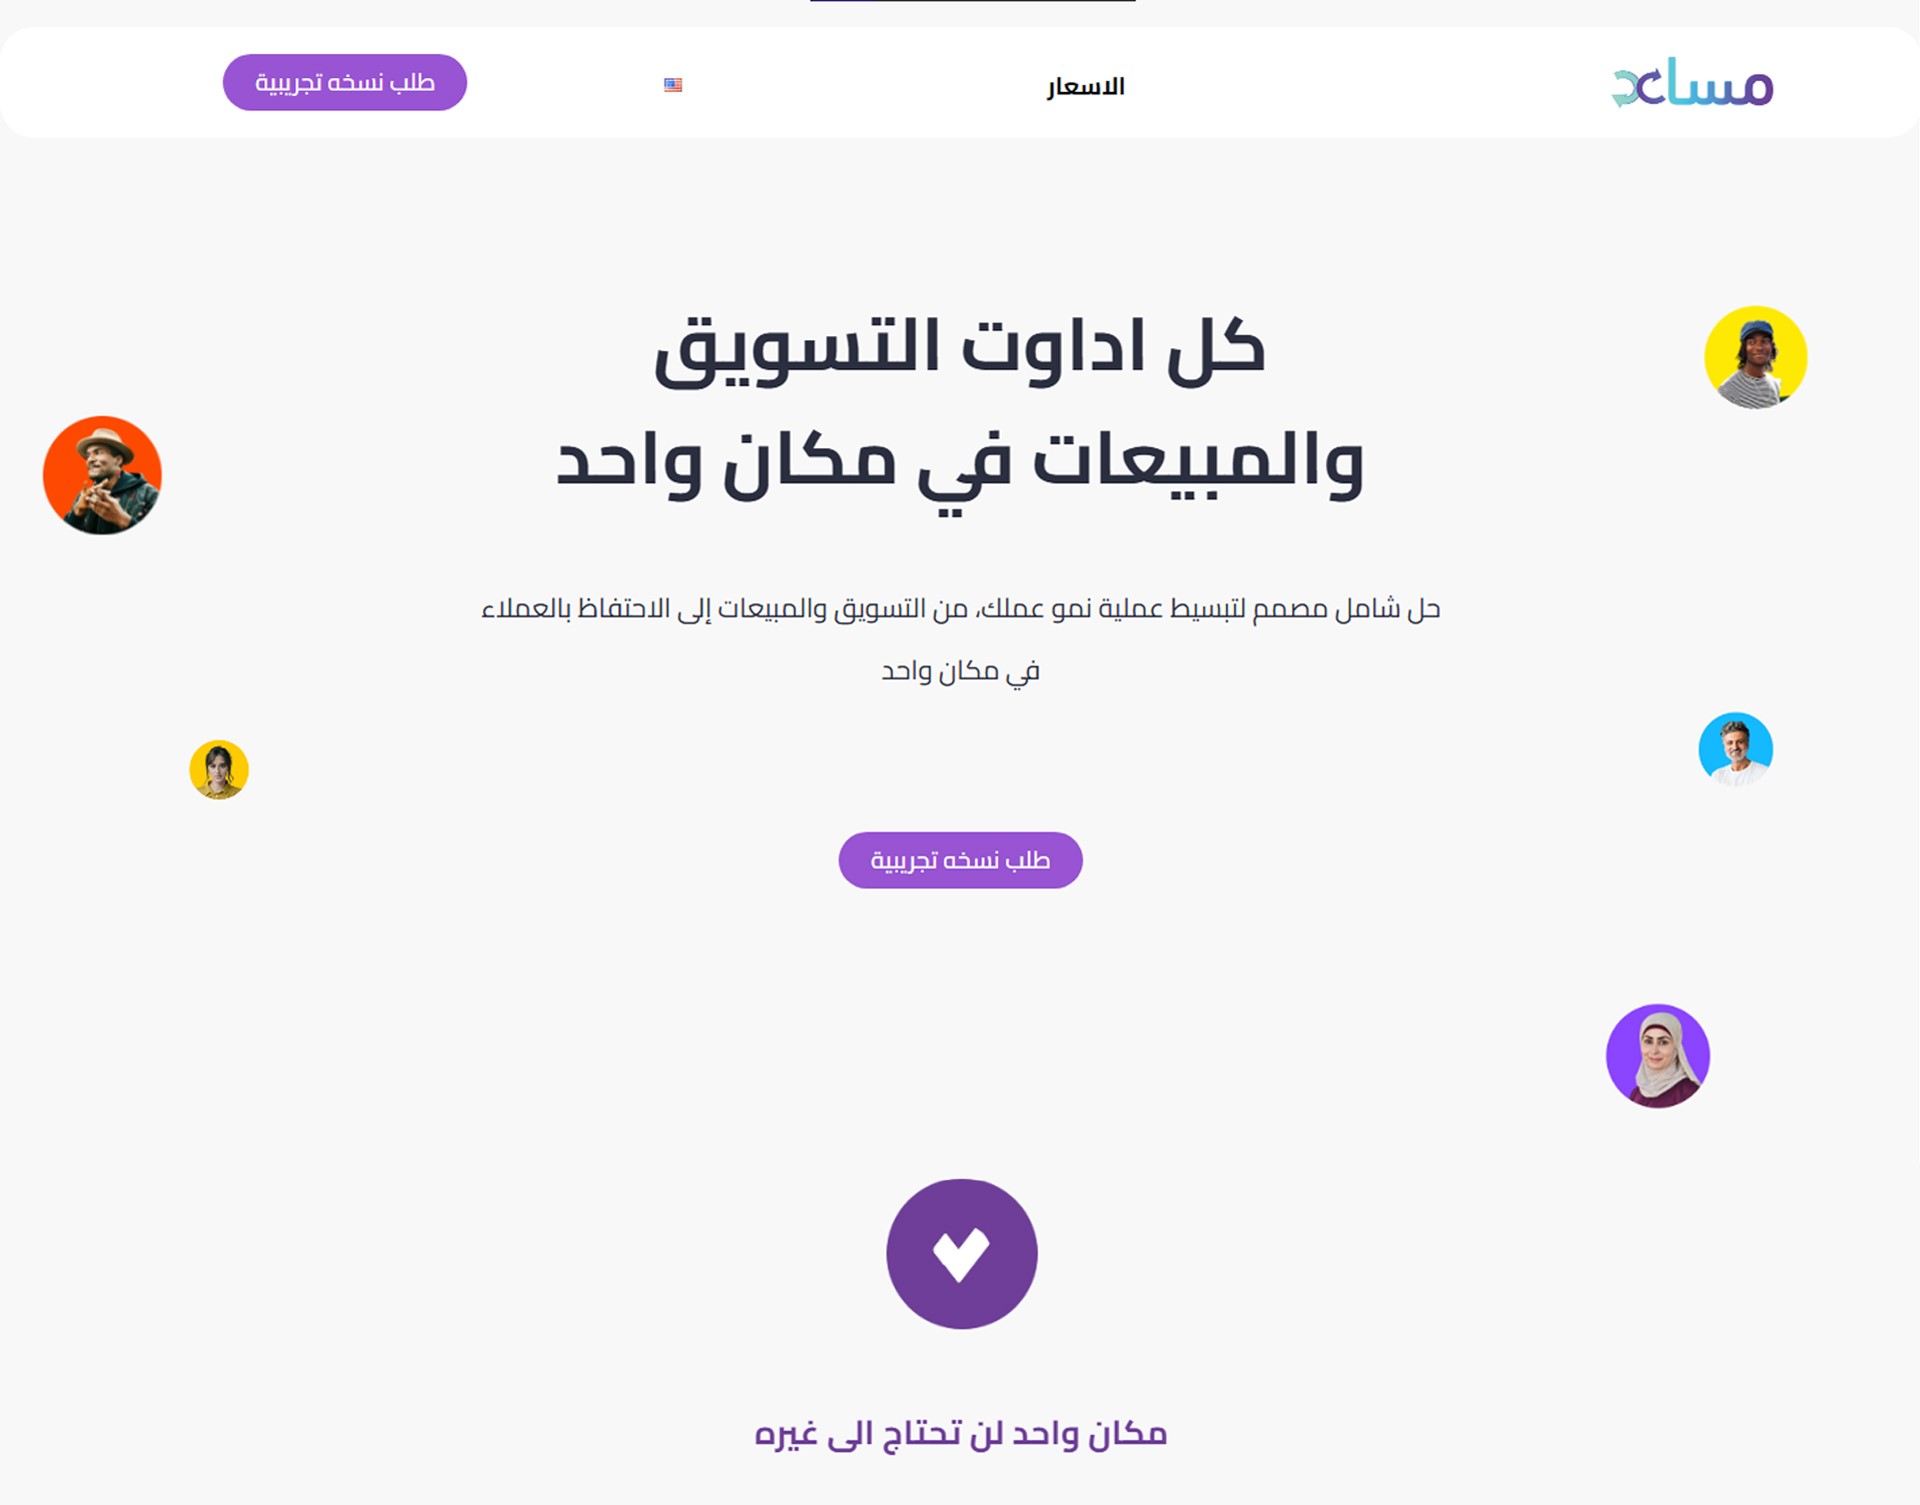 مساعد
الاسعار
طلب نسخه تجريبية
كل اداوت التسويق
والمبيعات في مكان واحد
حل شامل مصمم لتبسيط عملية نمو عملك، من التسويق والمبيعات إلى الاحتفاظ بالعملاء
في مكان واحد
طلب نسخه تجريبية
مكان واحد لن تحتاج الى غيره